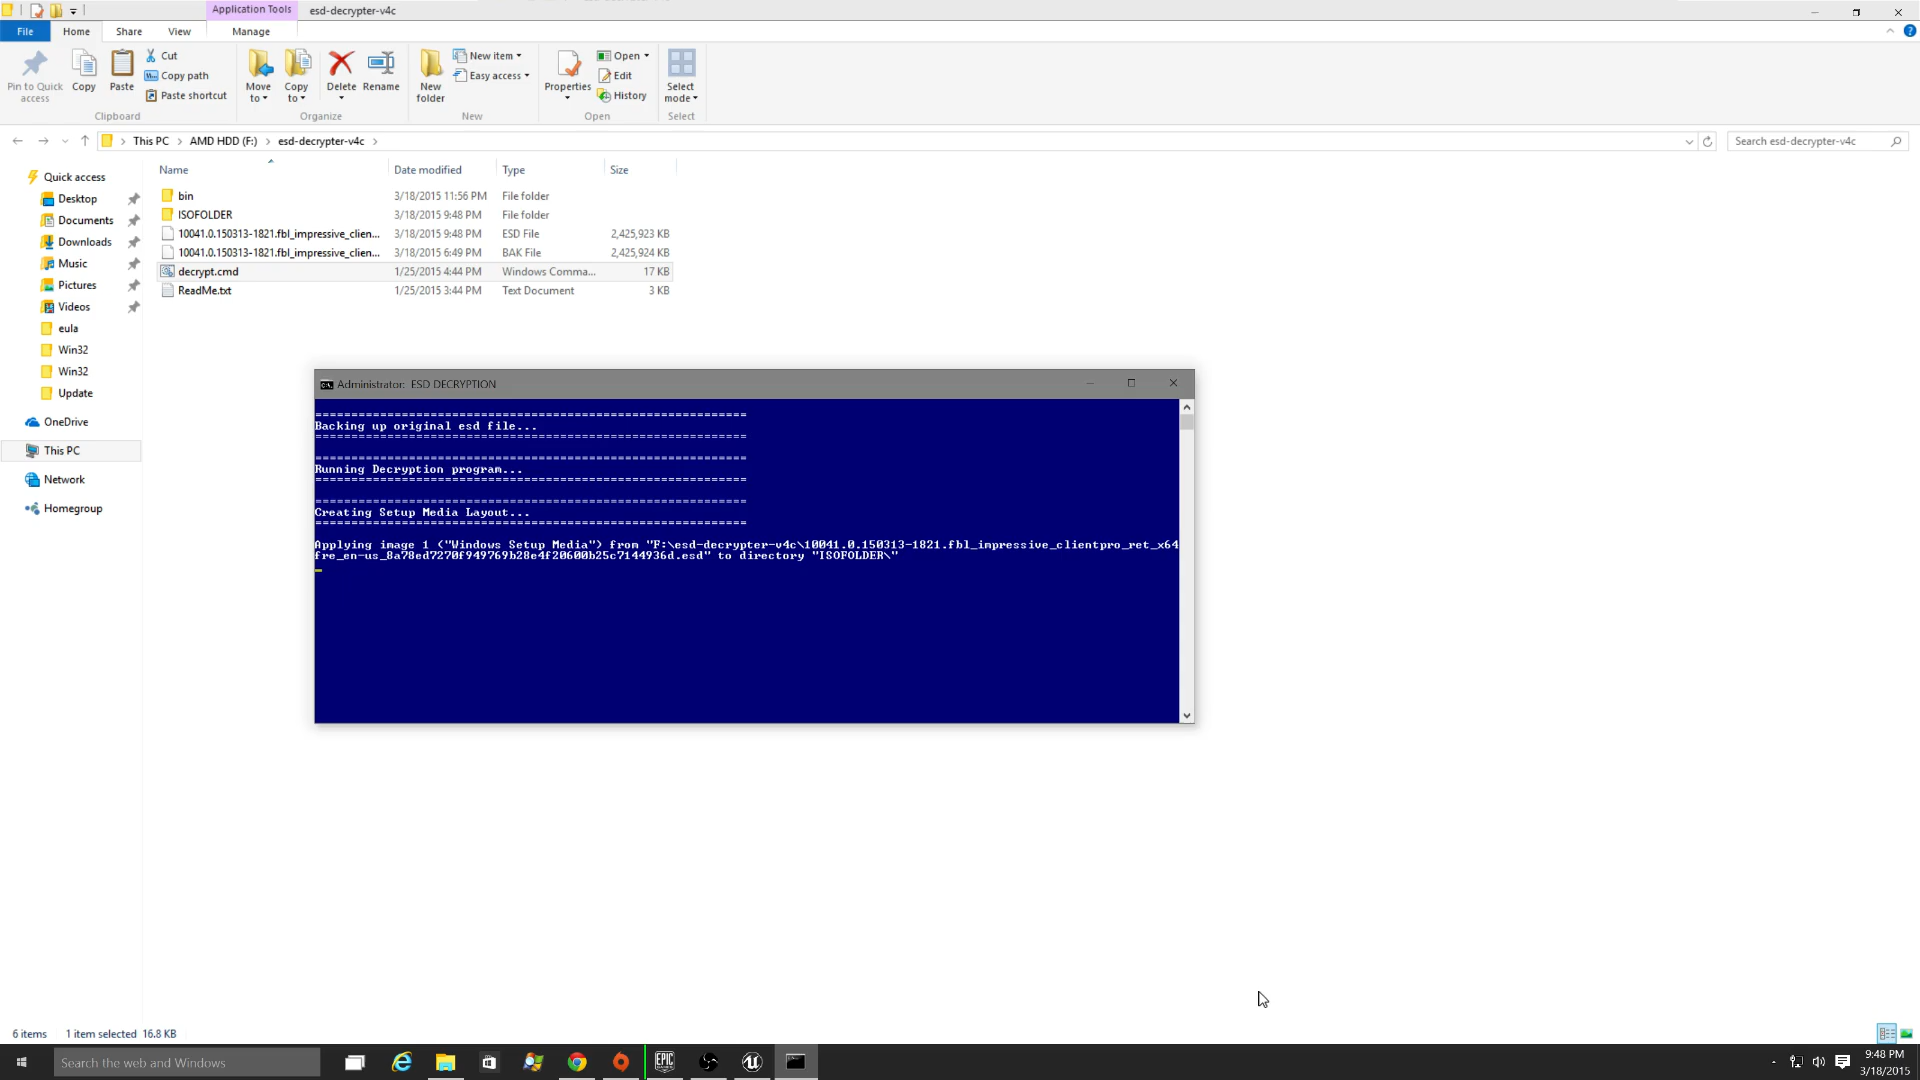 Application Tools
esd-decrypter-v4c
File
Home
Share
View
Manage
Pin to Quick access
Copy
Paste
Cut
Copy path
Paste shortcut
Clipboard
Move to
Copy to
Delete
Rename
Organize
New folder
New item
Easy access
New
Properties
Open
Edit
History
Open
Select mode
Select
This PC
AMD HDD (F:)
esd-decrypter-v4c
Search esd-decrypter-v4c
Name
Date modified
Type
Size
bin 3/18/2015 11:56 PM File folder
ISOFOLDER 3/18/2015 9:48 PM File folder
10041.0.150313-1821.fbl_impressive_clien... 3/18/2015 9:48 PM ESD File 2,425,923 KB
10041.0.150313-1821.fbl_impressive_clien... 3/18/2015 6:49 PM BAK File 2,425,924 KB
decrypt.cmd 1/25/2015 4:44 PM Windows Comma... 17 KB
ReadMe.txt 1/25/2015 3:44 PM Text Document 3 KB
Quick access
Desktop
Documents
Downloads
Music
Pictures
Videos
eula
Win32
Win32
Update
OneDrive
This PC
Network
Homegroup
Administrator: ESD DECRYPTION
============================================================
Backing up original esd file...
============================================================
============================================================
Running Decryption program...
============================================================
============================================================
Creating Setup Media Layout...
============================================================
Applying image 1 ("Windows Setup Media") from "F:\esd-decrypter-v4c\10041.0.150313-1821.fbl_impressive_clientpro_ret_x64
fre_en-us_8a78ed7270f949769b28e4f20600b25c7144936d.esd" to directory "ISOFOLDER\"
6 items
1 item selected 16.8 KB
Search the web and Windows
EPIC GAMES
9:48 PM
3/18/2015